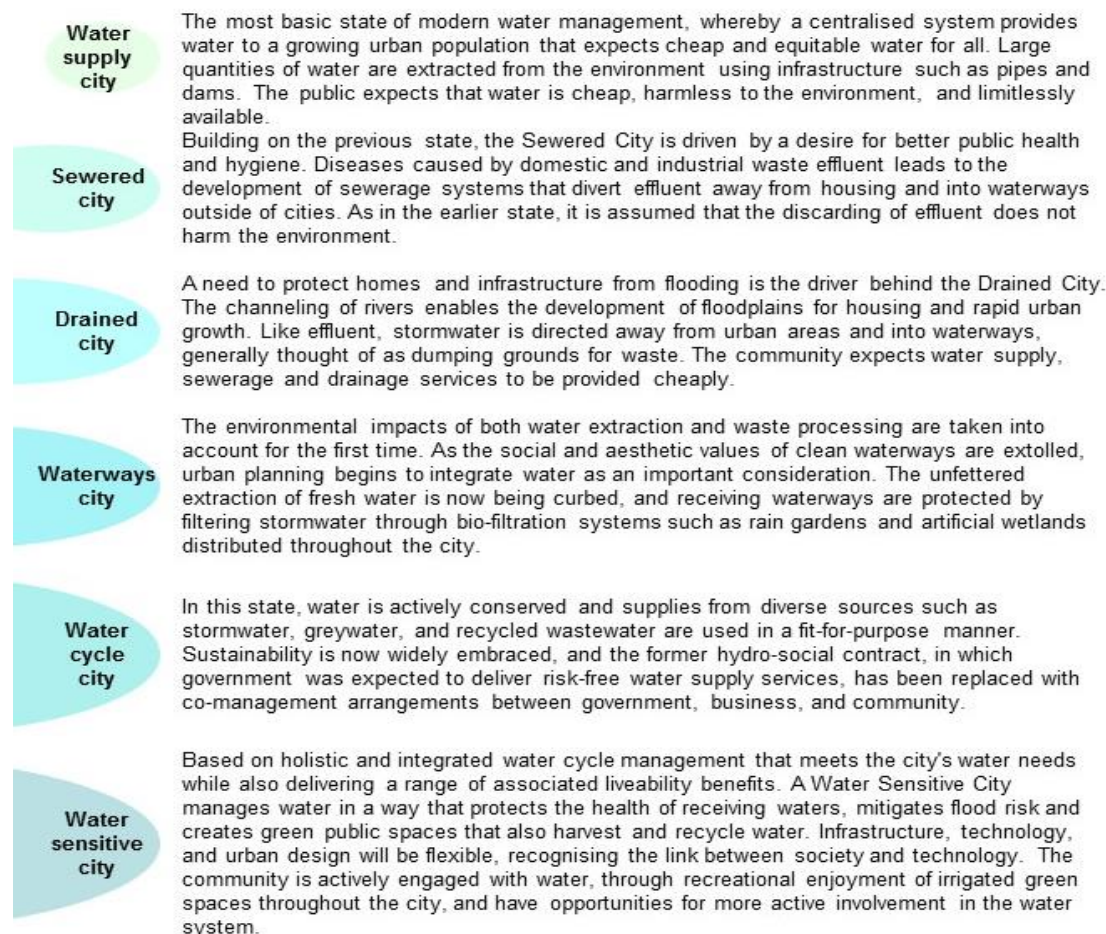 Water
supply
city
The most basic state of modern water management, whereby a centralised system provides
water to a growing urban population that expects cheap and equitable water for all. Large
quantities of water are extracted from the environment using infrastructure such as pipes and
dams. The public expects that water is cheap, harmless to the environment, and limitlessly
available.
Sewered
city
Building on the previous state, the Sewered City is driven by a desire for better public health
and hygiene. Diseases caused by domestic and industrial waste effluent leads to the
development of sewerage systems that divert effluent away from housing and into waterways
outside of cities. As in the earlier state, it is assumed that the discarding of effluent does not
harm the environment.
Drained
city
A need to protect homes and infrastructure from flooding is the driver behind the Drained City.
The channeling of rivers enables the development of floodplains for housing and rapid urban
growth. Like effluent, stormwater is directed away from urban areas and into waterways,
generally thought of as dumping grounds for waste. The community expects water supply,
sewerage and drainage services to be provided cheaply.
Waterways
city
The environmental impacts of both water extraction and waste processing are taken into
account for the first time. As the social and aesthetic values of clean waterways are extolled,
urban planning begins to integrate water as an important consideration. The unfettered
extraction of fresh water is now being curbed, and receiving waterways are protected by
filtering stormwater through bio-filtration systems such as rain gardens and artificial wetlands
distributed throughout the city.
Water
cycle
city
In this state, water is actively conserved and supplies from diverse sources such as
stormwater, greywater, and recycled wastewater are used in a fit-for-purpose manner.
Sustainability is now widely embraced, and the former hydro-social contract, in which
government was expected to deliver risk-free water supply services, has been replaced with
co-management arrangements between government, business, and community.
Water
sensitive
city
Based on holistic and integrated water cycle management that meets the city's water needs
while also delivering a range of associated liveability benefits. A Water Sensitive City
manages water in a way that protects the health of receiving waters, mitigates flood risk and
creates green public spaces that also harvest and recycle water. Infrastructure, technology,
and urban design will be flexible, recognising the link between society and technology. The
community is actively engaged with water, through recreational enjoyment of irrigated green
spaces throughout the city, and have opportunities for more active involvement in the water
system.